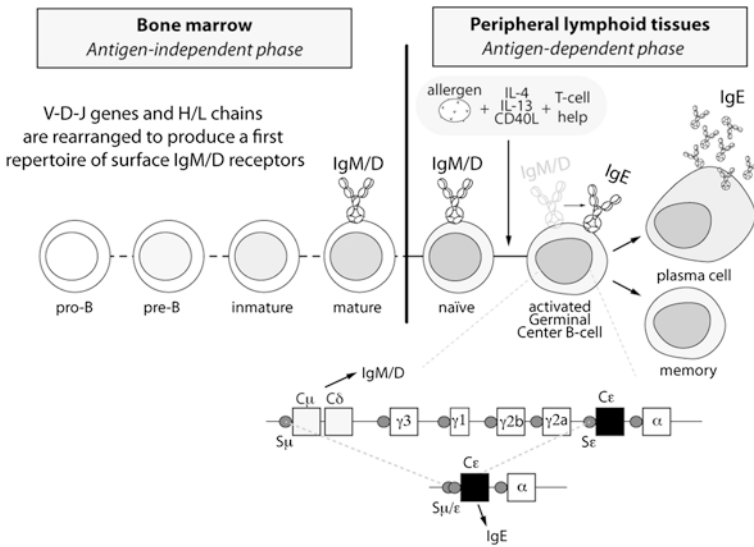 Bone marrow
Antigen-independent phase
Peripheral lymphoid tissues
Antigen-dependent phase
V-D-J genes and H/L chains
are rearranged to produce a first
repertoire of surface IgM/D receptors
allergen
+
IL-4
IL-13
CD40L
+
T-cell
help
IgE
IgM/D
IgM/D
IgM/D
IgE
pro-B
pre-B
inmature
mature
naïve
activated
Germinal
Center B-cell
plasma cell
memory
IgM/D
Cμ
Cδ
Cε
γ3
γ1
γ2b
γ2a
α
Sμ
Sε
Cε
α
Sμ/ε
IgE